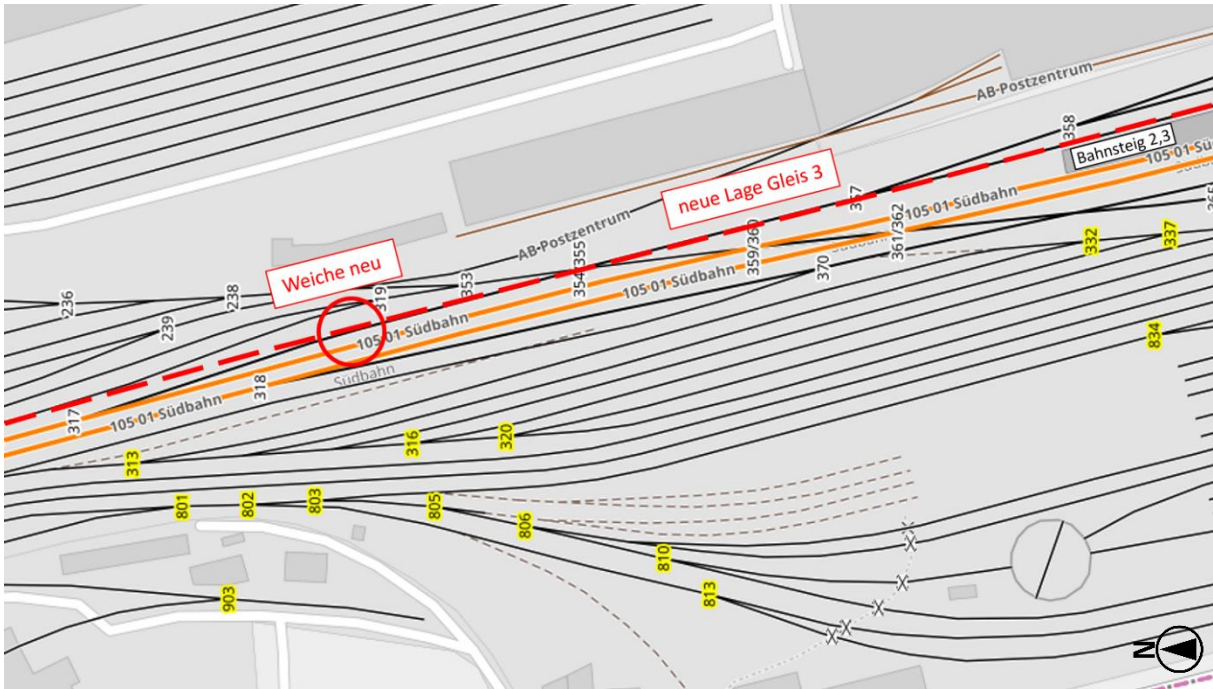 AB-Postzentrum
358
Bahnsteig 2,3
105 01 Südbahn
neue Lage Gleis 3
357
105 01 Südbahn
361/362
332
337
AB-Postzentrum
354/355
359/360
370
105 01 Südbahn
Weiche neu
236
238
239
319
353
105 01 Südbahn
834
317
318
Südbahn
105 01 Südbahn
313
316
320
801
802
803
805
806
810
813
903
N